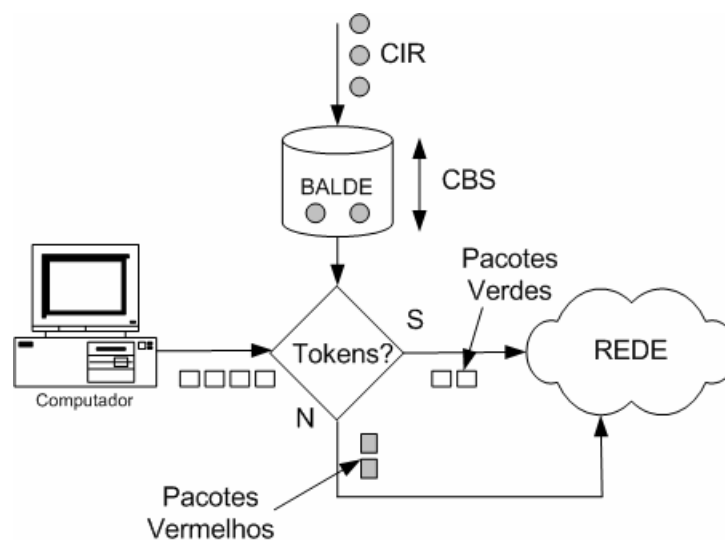 CIR
BALDE
CBS
Pacotes
Verdes
S
Tokens?
REDE
Computador
N
Pacotes
Vermelhos